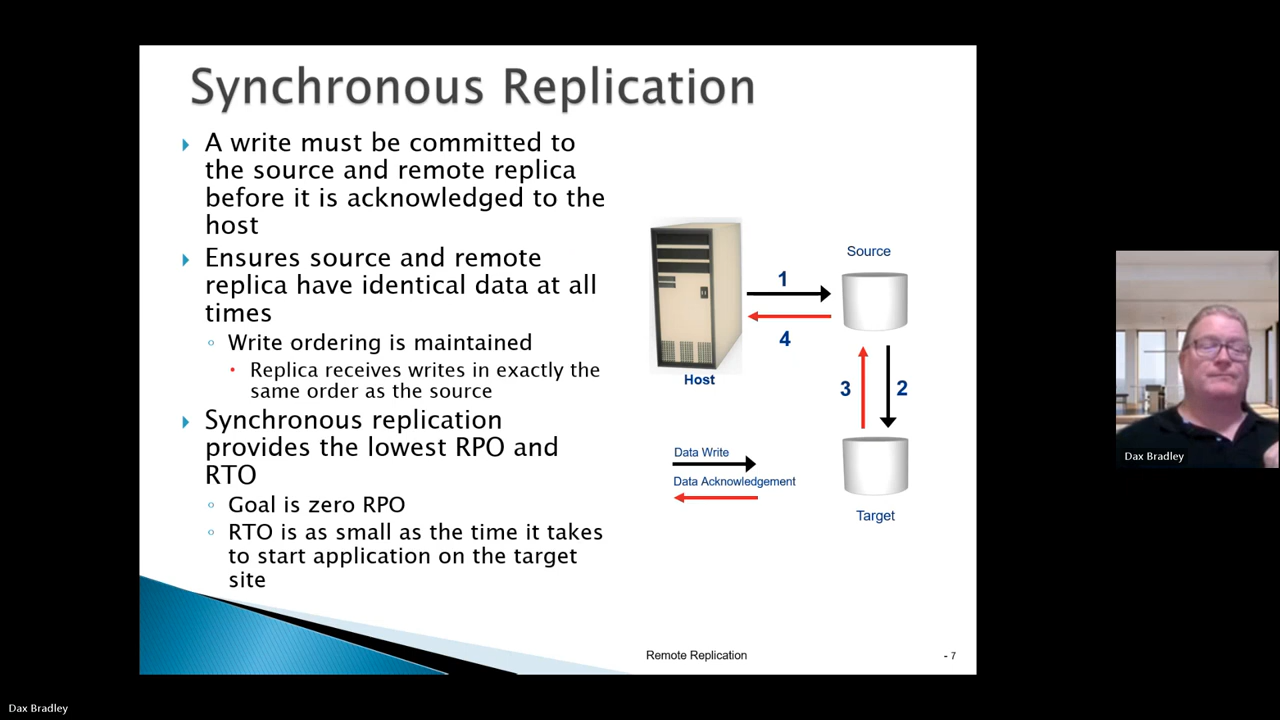 Synchronous Replication
A write must be committed to
the source and remote replica
before it is acknowledged to the
host
Ensures source and remote
replica have identical data at all
times
Write ordering is maintained
Replica receives writes in exactly the
same order as the source
Synchronous replication
provides the lowest RPO and
RTO
Goal is zero RPO
RTO is as small as the time it takes
to start application on the target
site
Source
1
4
Host
3
2
Data Write
Data Acknowledgement
Target
Remote Replication
- 7
Dax Bradley
Dax Bradley